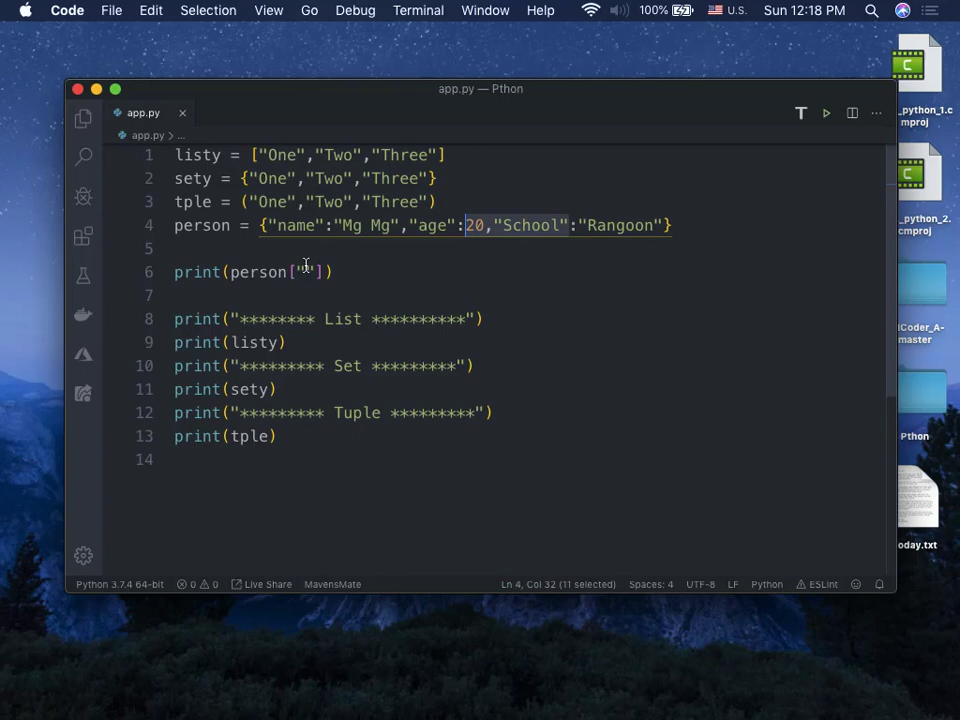 Code File Edit Selection View Go Debug Terminal Window Help 100% U.S. Sun 12:18 PM
app.py — Pthon
app.py
app.py > ...
1 listy = ["One","Two","Three"]
2 sety = {"One","Two","Three"}
3 tple = ("One","Two","Three")
4 person = {"name":"Mg Mg","age":20,"School":"Rangoon"}
5
6 print(person[""])
7
8 print("******** List **********")
9 print(listy)
10 print("********* Set *********")
11 print(sety)
12 print("********* Tuple *********")
13 print(tple)
14
Python 3.7.4 64-bit 0 0 Live Share MavensMate Ln 4, Col 32 (11 selected) Spaces: 4 UTF-8 LF Python ESLint
_python_1.c
mproj
_python_2.
cmproj
lCoder_A-
master
Pthon
oday.txt